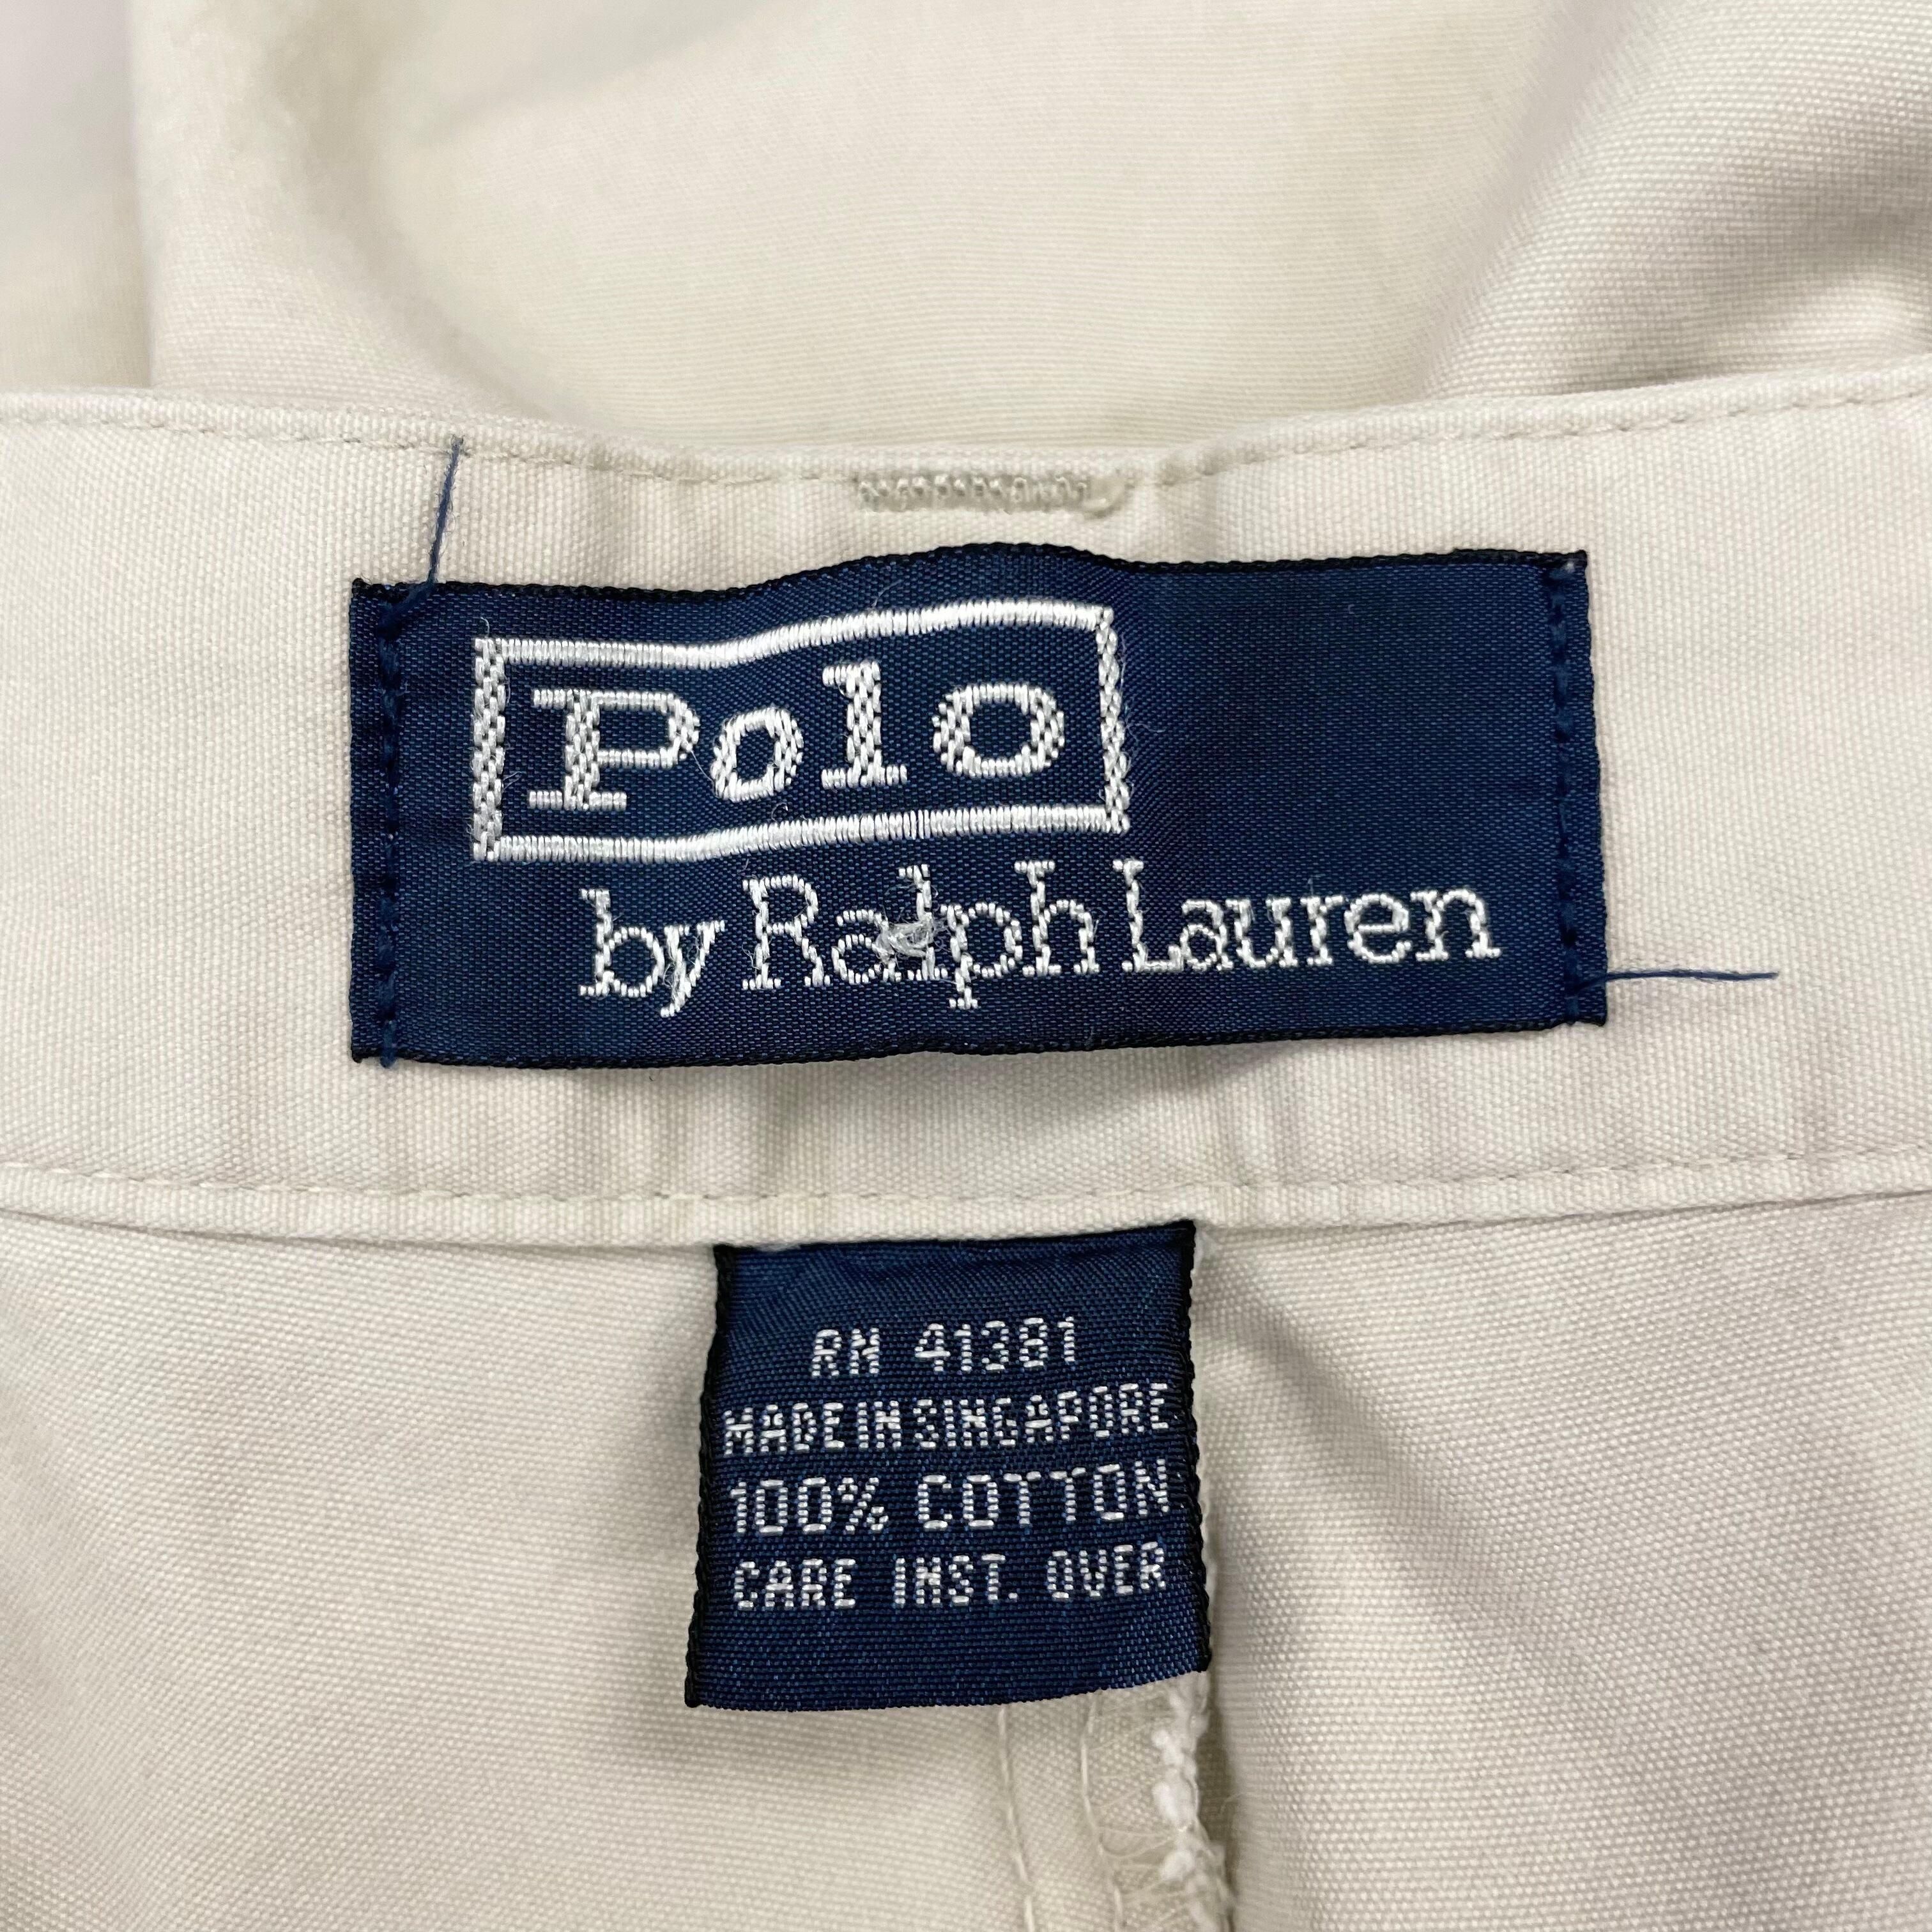 Polo
by Ralph Lauren
RN 41381
MADE IN SINGAPORE
100% COTTON
CARE INST. OVER